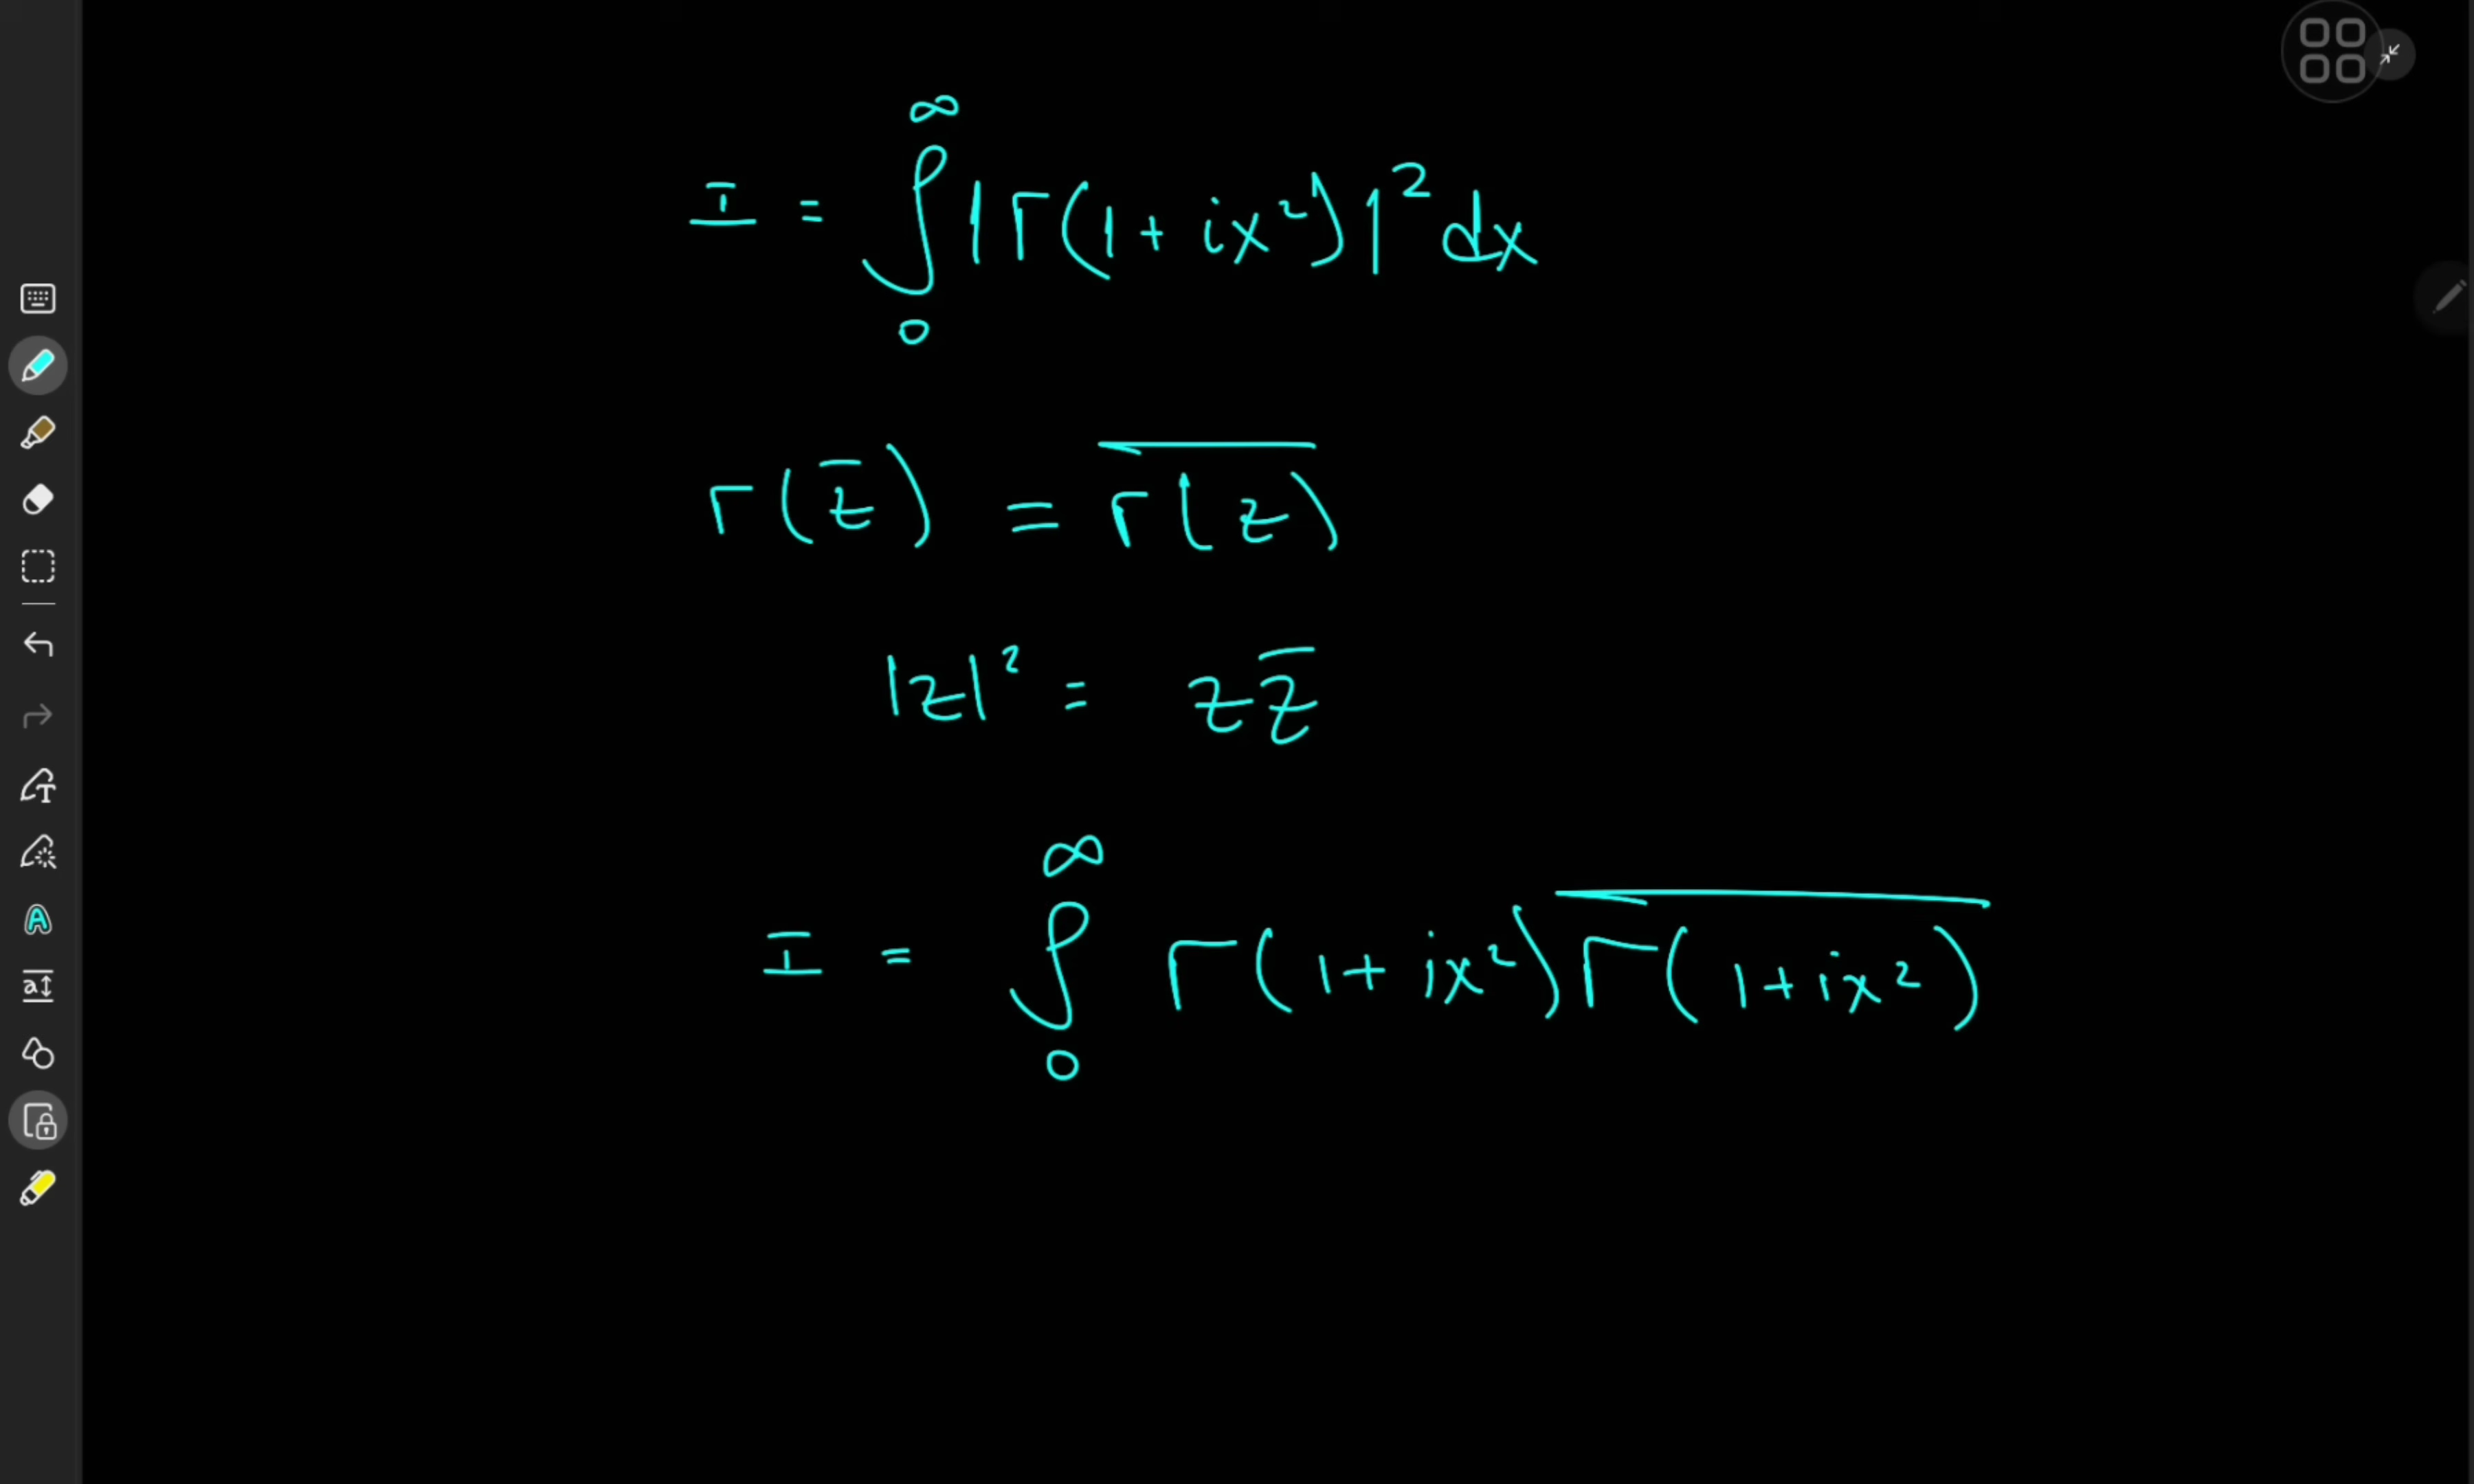 I = ∫₀^∞ |Γ(1 + ix²)|² dx
Γ(z̅) = \overline{Γ(z)}
|z|² = z z̅
I = ∫₀^∞ Γ(1 + ix²) \overline{Γ(1 + ix²)}